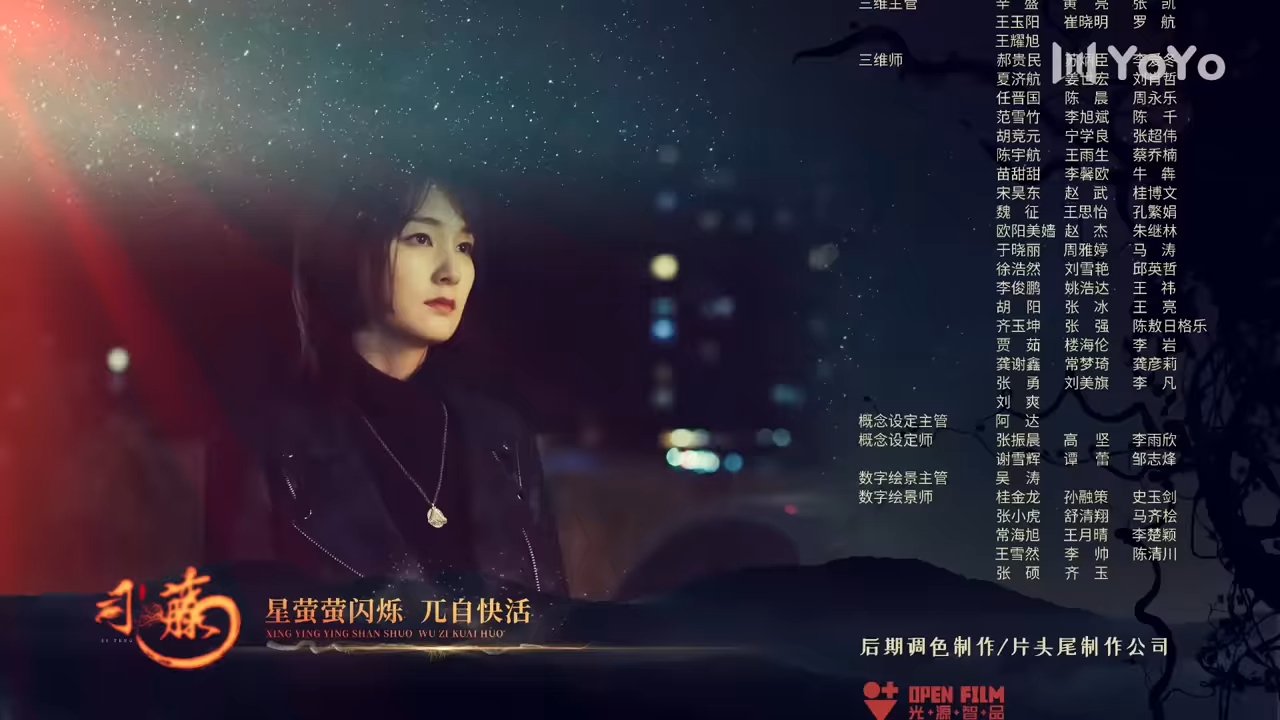 三维主管 辛 盛 黄 亮 张 凯
王玉阳 崔晓明 罗 航
王耀旭
YoYo
三维师 郝贵民
夏济航 姜世宏 刘肖哲
任晋国 陈 晨 周永乐
范雪竹 李旭斌 陈 千
胡竞元 宁学良 张超伟
陈宇航 王雨生 蔡乔楠
苗甜甜 李馨欧 牛 犇
宋昊东 赵 武 桂博文
魏 征 王思怡 孔繁娟
欧阳美嫱 赵 杰 朱继林
于晓丽 周雅婷 马 涛
徐浩然 刘雪艳 邱英哲
李俊鹏 姚浩达 王 祎
胡 阳 张 冰 王 亮
齐玉坤 张 强 陈敖日格乐
贾 茹 楼海伦 李 岩
龚谢鑫 常梦琦 龚彦莉
张 勇 刘美旗 李 凡
刘 爽
概念设定主管 阿 达
概念设定师 张振晨 高 坚 李雨欣
谢雪辉 谭 蕾 邹志烽
数字绘景主管 吴 涛
数字绘景师 桂金龙 孙融策 史玉剑
张小虎 舒清翔 马齐桧
常海旭 王月晴 李楚颖
王雪然 李 帅 陈清川
张 硕 齐 玉
司藤
SI TENG
星萤萤闪烁 兀自快活
XING YING YING SHAN SHUO WU ZI KUAI HUO
后期调色制作/片头尾制作公司
OPEN FILM
光+源+智+品